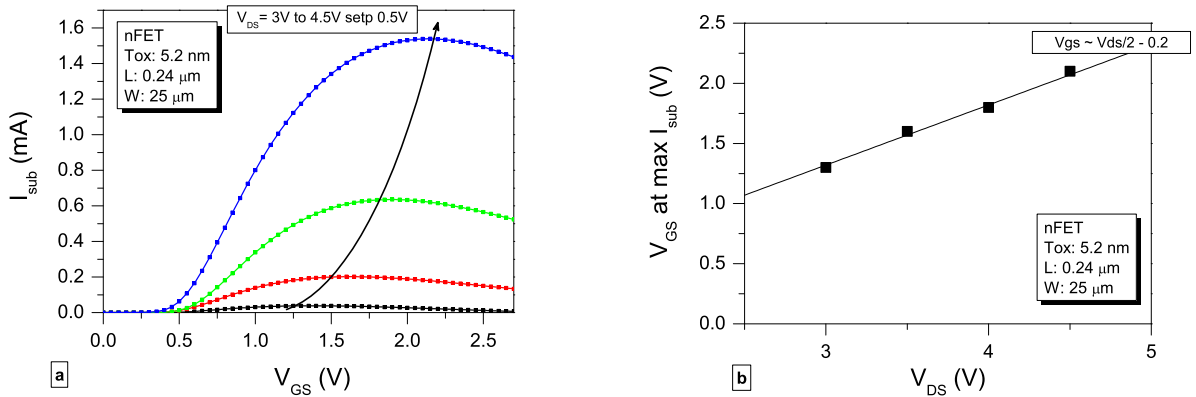 V_DS= 3V to 4.5V setp 0.5V
nFET
Tox: 5.2 nm
L: 0.24 μm
W: 25 μm
1.6
1.4
1.2
1.0
0.8
0.6
0.4
0.2
0.0
I_sub (mA)
0.0 0.5 1.0 1.5 2.0 2.5
V_GS (V)
a
Vgs ~ Vds/2 - 0.2
2.5
2.0
1.5
1.0
0.5
0.0
V_GS at max I_sub (V)
nFET
Tox: 5.2 nm
L: 0.24 μm
W: 25 μm
3 4 5
V_DS (V)
b